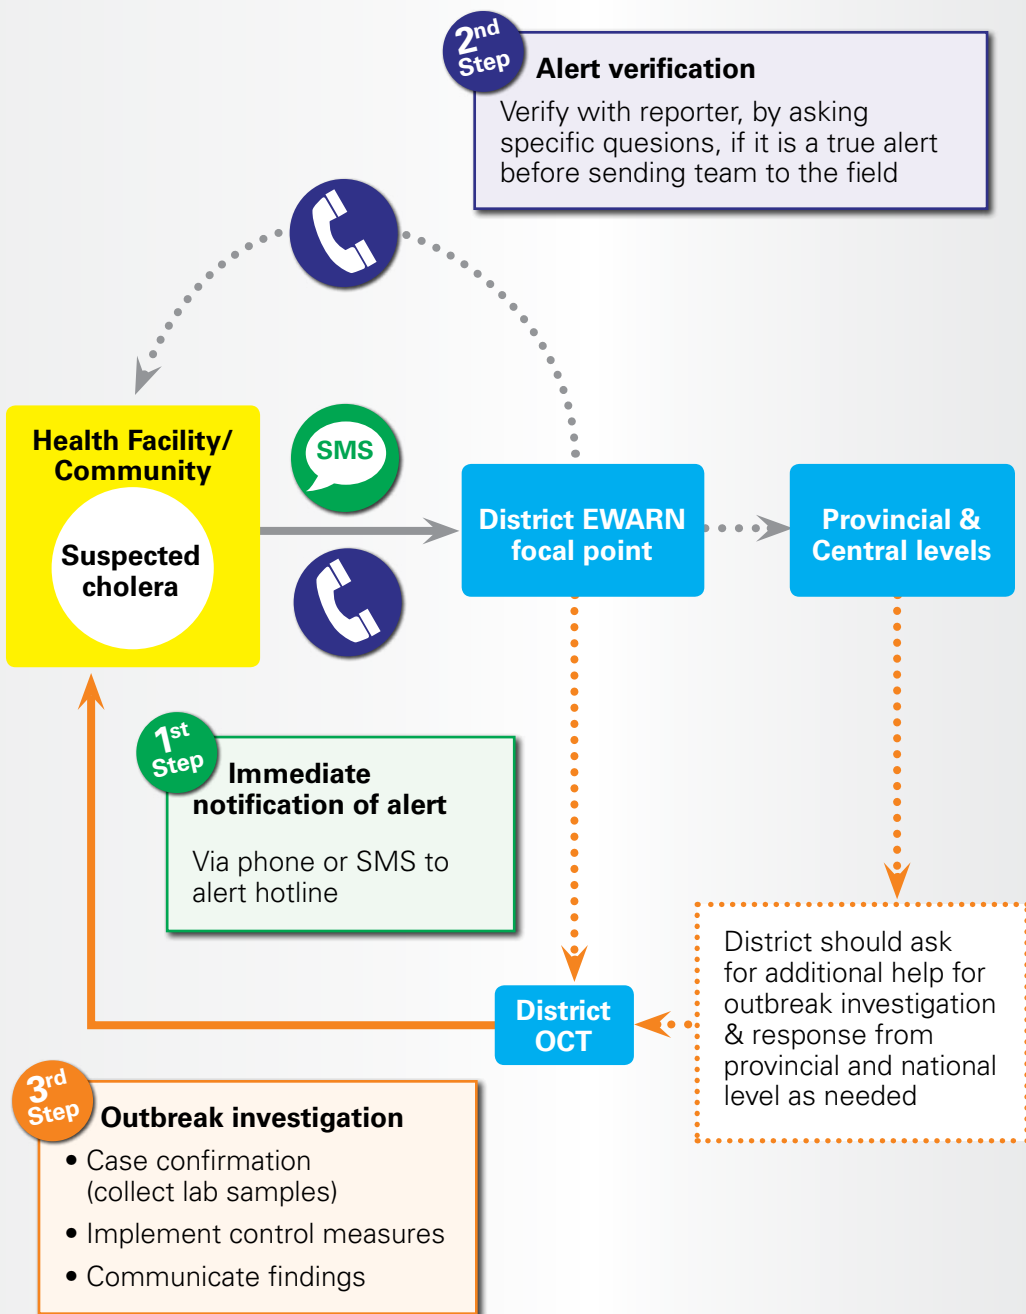 2nd
Step
Alert verification
Verify with reporter, by asking
specific quesions, if it is a true alert
before sending team to the field
Health Facility/
Community
Suspected
cholera
SMS
District EWARN
focal point
Provincial &
Central levels
1st
Step
Immediate
notification of alert
Via phone or SMS to
alert hotline
District
OCT
District should ask
for additional help for
outbreak investigation
& response from
provincial and national
level as needed
3rd
Step
Outbreak investigation
• Case confirmation
(collect lab samples)
• Implement control measures
• Communicate findings